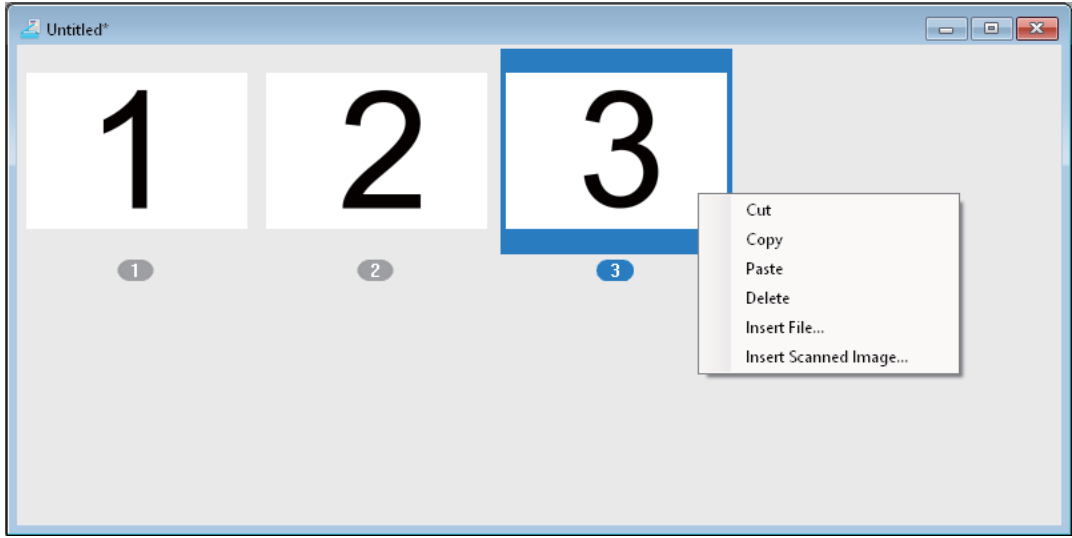 Untitled*
1
2
3
1
2
3
Cut
Copy
Paste
Delete
Insert File...
Insert Scanned Image...